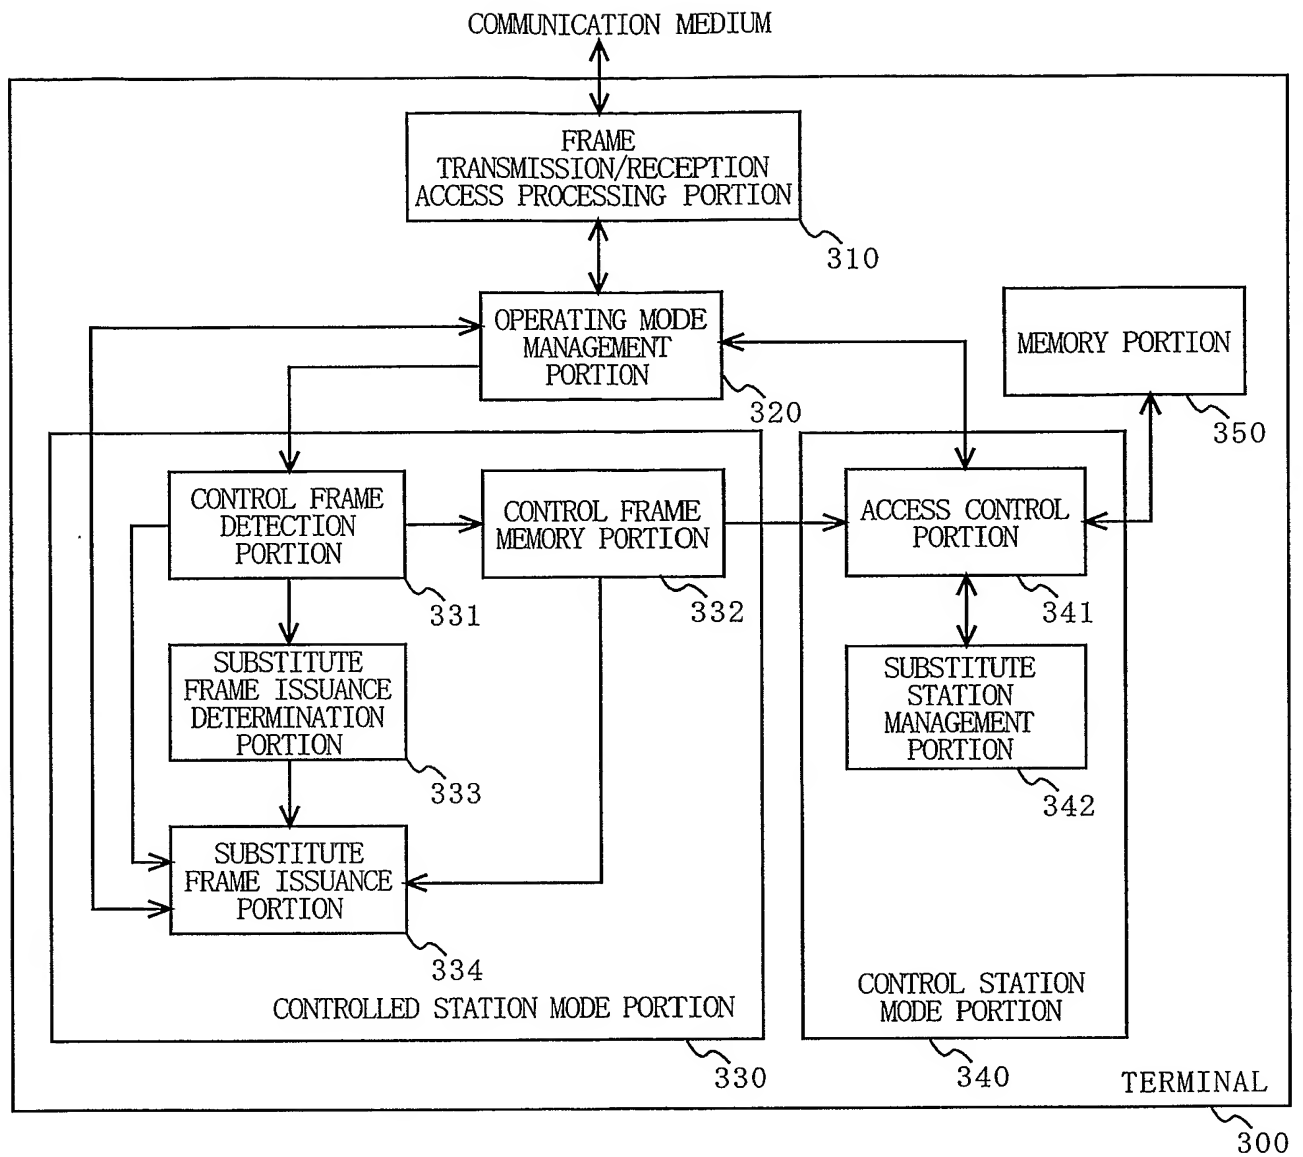 COMMUNICATION MEDIUM
FRAME
TRANSMISSION/RECEPTION
ACCESS PROCESSING PORTION
310
OPERATING MODE
MANAGEMENT
PORTION
320
MEMORY PORTION
350
CONTROL FRAME
DETECTION
PORTION
331
CONTROL FRAME
MEMORY PORTION
332
ACCESS CONTROL
PORTION
341
SUBSTITUTE
FRAME ISSUANCE
DETERMINATION
PORTION
333
SUBSTITUTE
STATION
MANAGEMENT
PORTION
342
SUBSTITUTE
FRAME ISSUANCE
PORTION
334
CONTROLLED STATION MODE PORTION
330
CONTROL STATION
MODE PORTION
340
TERMINAL
300